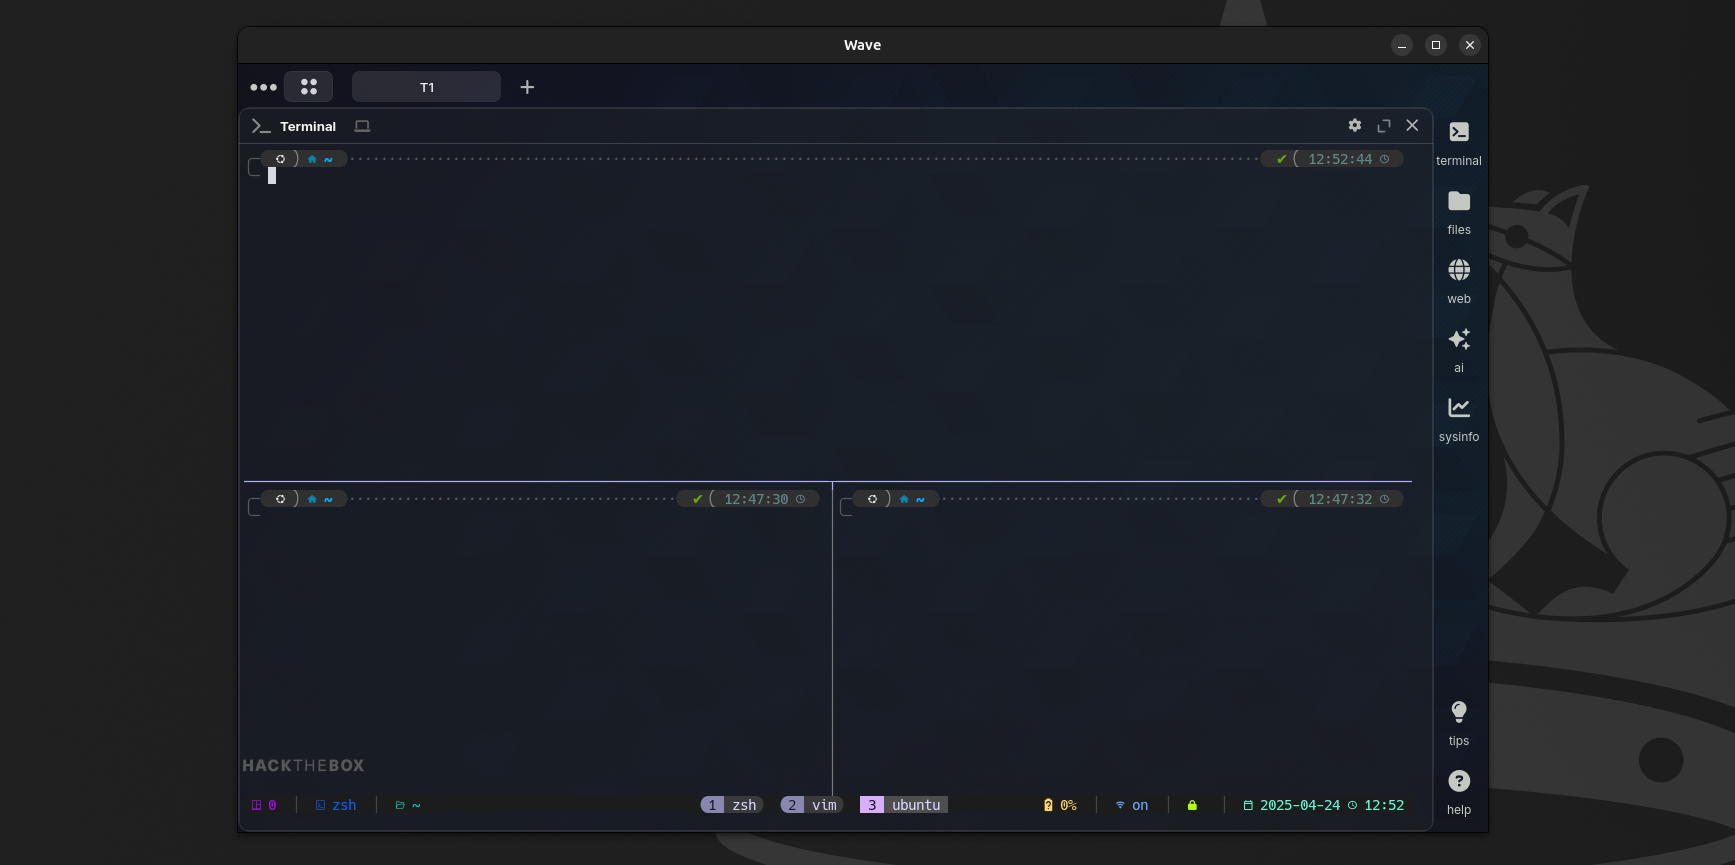 Wave
T1
Terminal
~ 12:52:44
terminal
files
web
ai
sysinfo
~ 12:47:30
~ 12:47:32
tips
help
HACKTHEBOX
0 zsh ~ 1 zsh 2 vim 3 ubuntu 0% on 2025-04-24 12:52